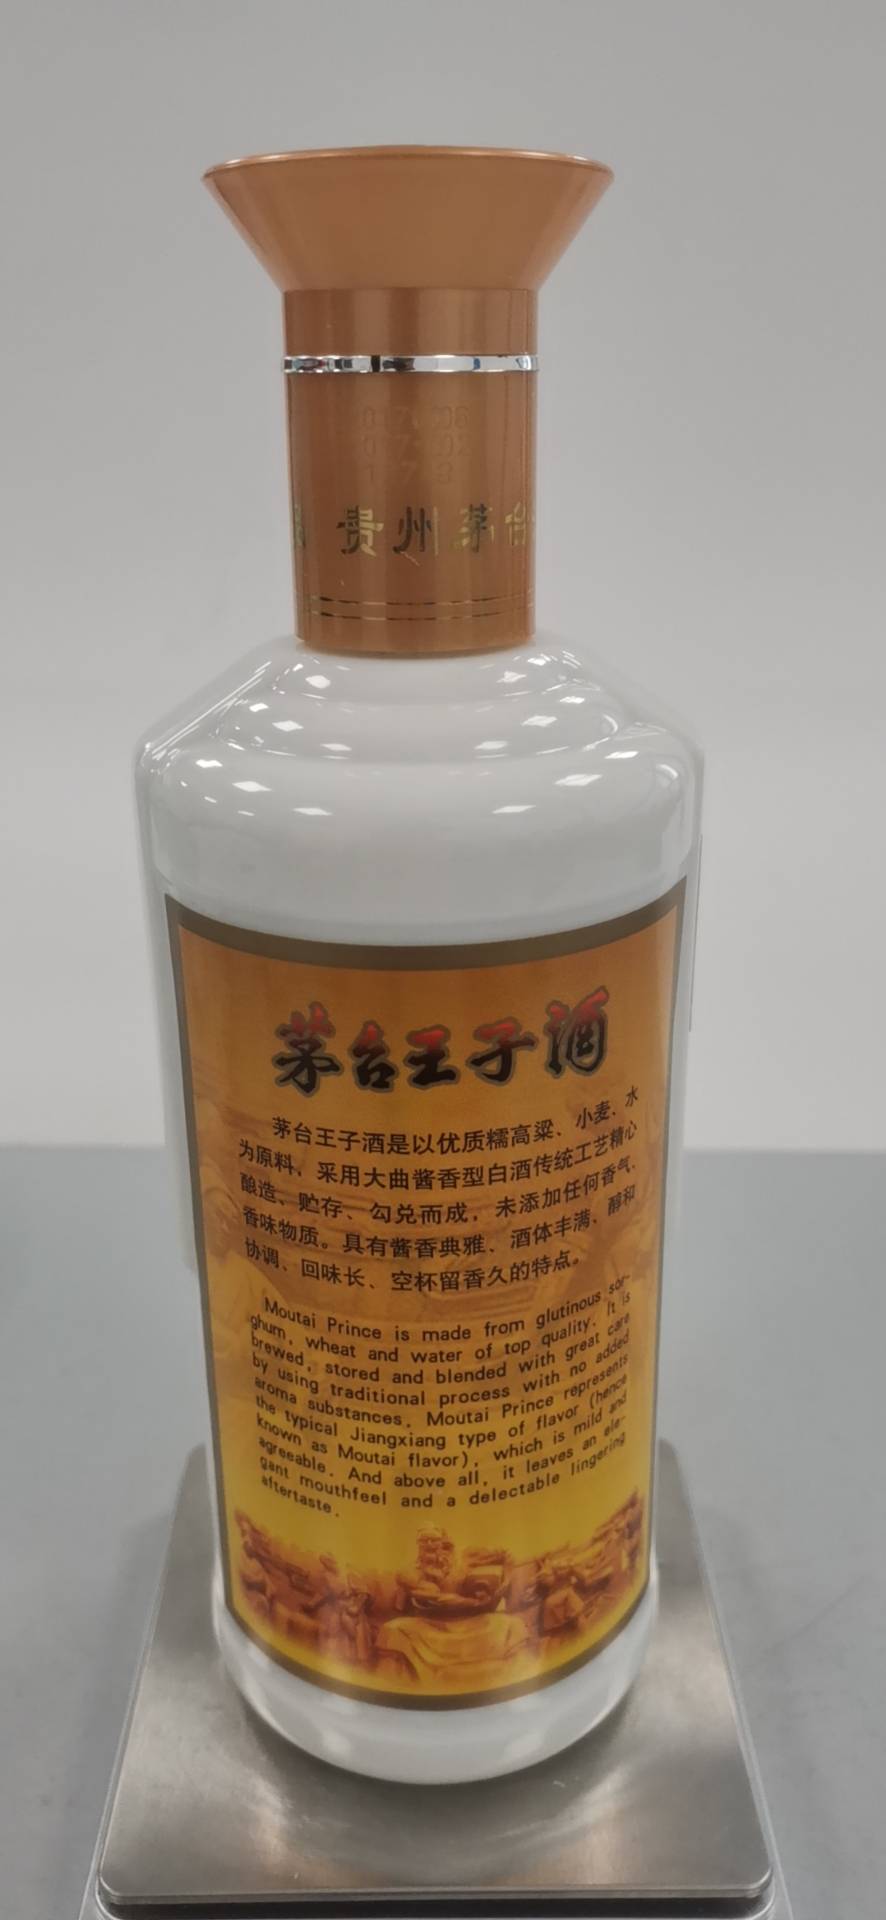 贵州茅台
茅台王子酒
茅台王子酒是以优质糯高粱、小麦、水
为原料，采用大曲酱香型白酒传统工艺精心
酿造、贮存、勾兑而成，未添加任何香气、
香味物质。具有酱香典雅、酒体丰满、醇和
协调、回味长、空杯留香久的特点。
Moutai Prince is made from glutinous sor-
ghum, wheat and water of top quality. It is
brewed, stored and blended with great care
by using traditional process with no added
aroma substances. Moutai Prince represents
the typical Jiangxiang type of flavor (hence
known as Moutai flavor), which is mild and
agreeable. And above all, it leaves an ele-
gant mouthfeel and a delectable lingering
aftertaste.